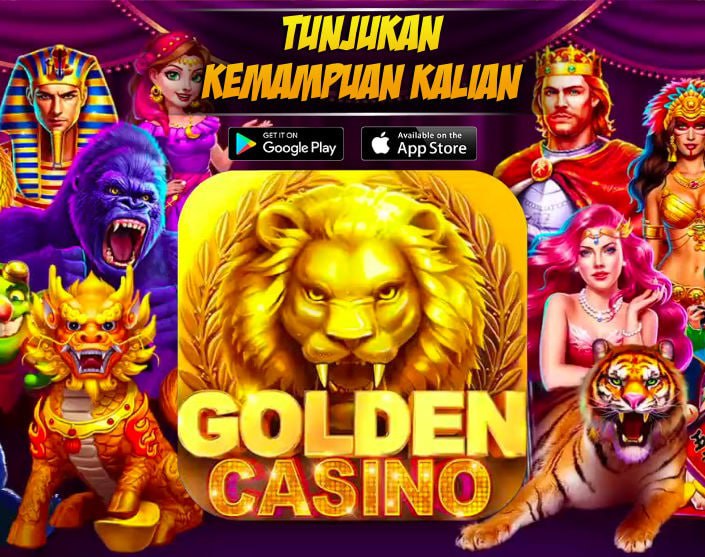 TUNJUKAN
KEMAMPUAN KALIAN
GET IT ON
Google Play
Available on the
App Store
GOLDEN
CASINO